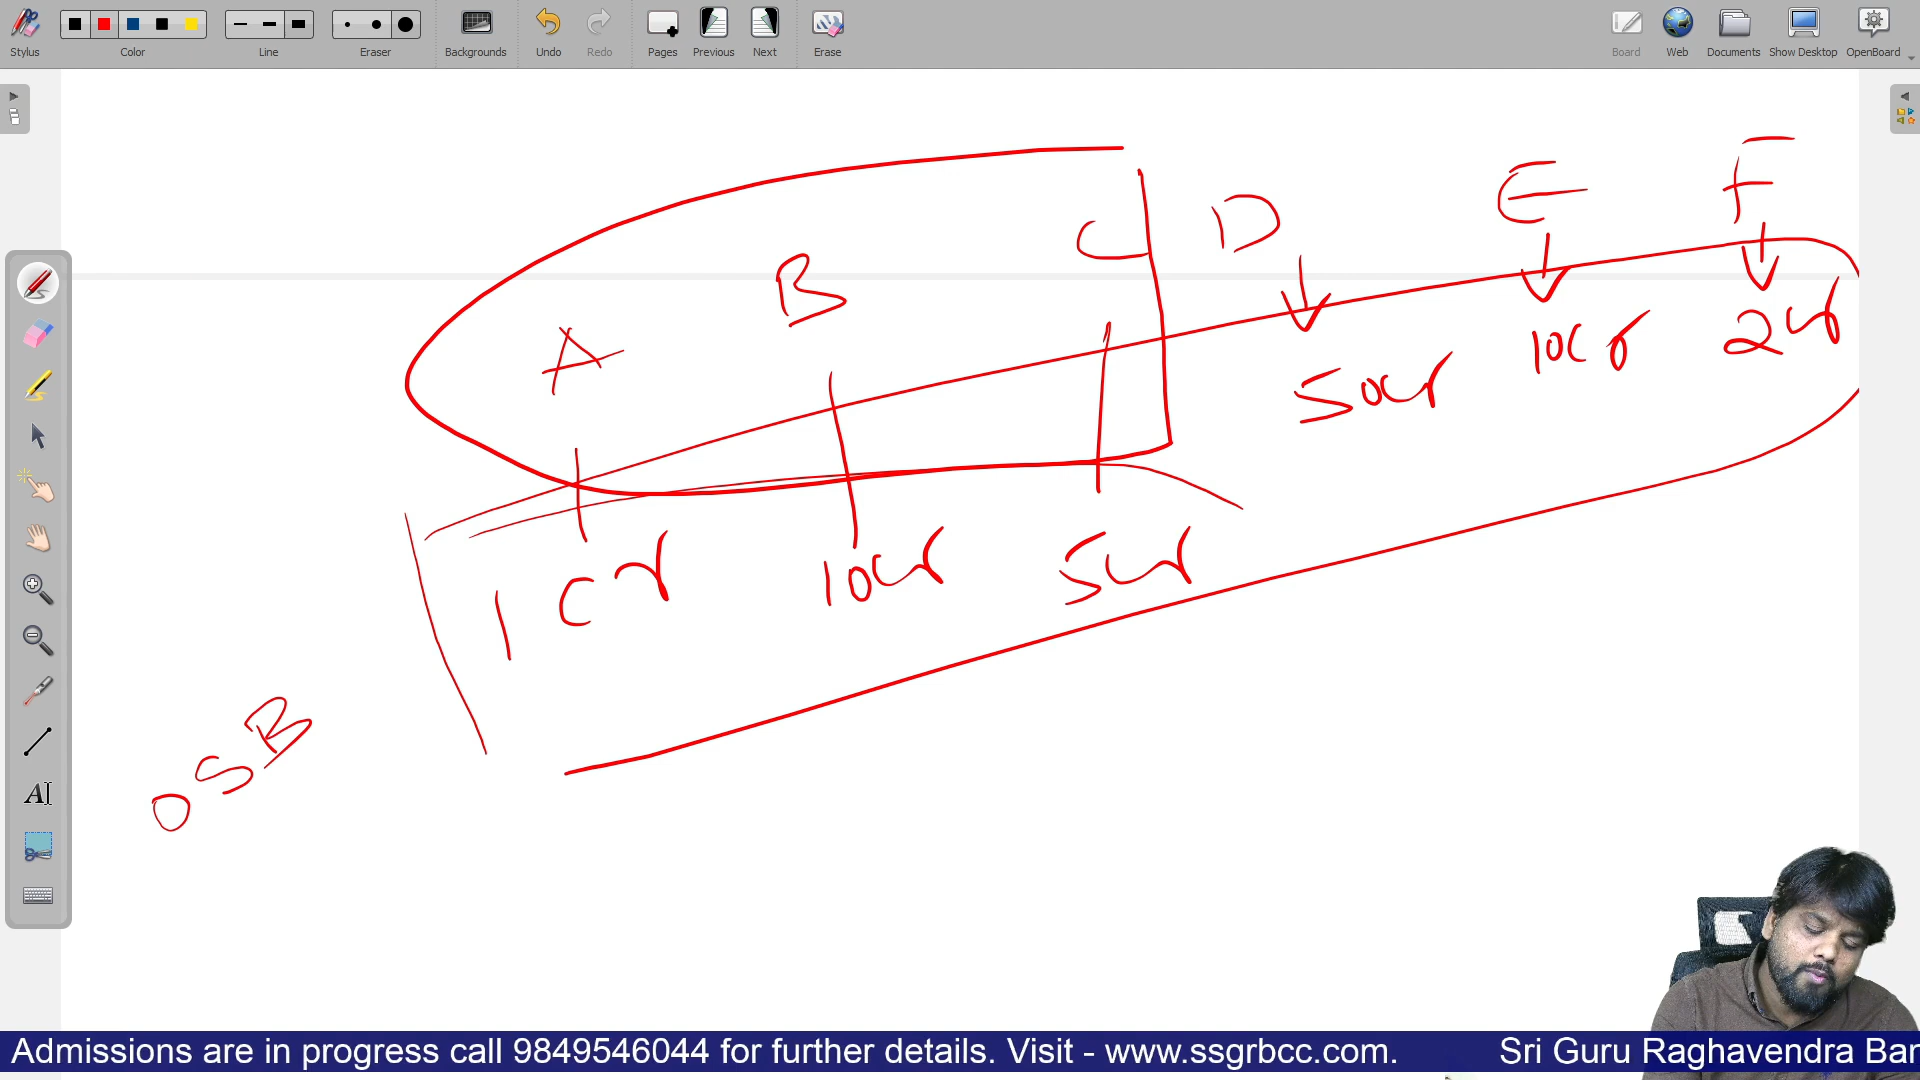 Stylus
Color
Line
Eraser
Backgrounds
Undo
Redo
Pages
Previous
Next
Erase
Board
Web
Documents
Show Desktop
OpenBoard
A B C D E F
1 cr 10cr 5cr 50cr 10cr 2cr
OSB
Admissions are in progress call 9849546044 for further details. Visit - www.ssgrbcc.com. Sri Guru Raghavendra Ban